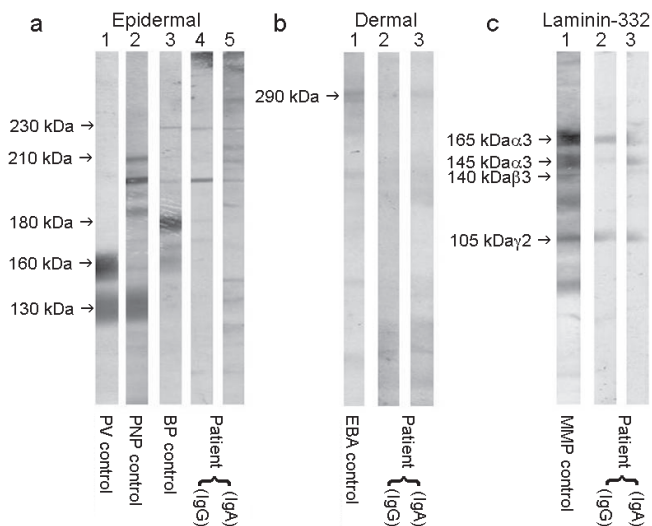 a Epidermal
1 2 3 4 5
230 kDa →
210 kDa →
180 kDa →
160 kDa →
130 kDa →
PV control
PNP control
BP control
Patient
(IgG)
(IgA)
b Dermal
1 2 3
290 kDa →
EBA control
Patient
(IgG)
(IgA)
c Laminin-332
1 2 3
165 kDaα3 →
145 kDaα3 →
140 kDaβ3 →
105 kDaγ2 →
MMP control
Patient
(IgG)
(IgA)